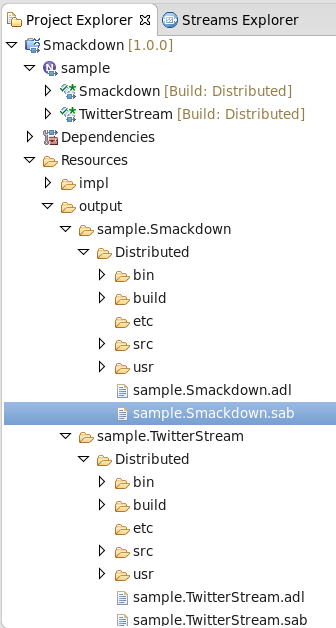 Project Explorer Streams Explorer
Smackdown [1.0.0]
sample
Smackdown [Build: Distributed]
TwitterStream [Build: Distributed]
Dependencies
Resources
impl
output
sample.Smackdown
Distributed
bin
build
etc
src
usr
sample.Smackdown.adl
sample.Smackdown.sab
sample.TwitterStream
Distributed
bin
build
etc
src
usr
sample.TwitterStream.adl
sample.TwitterStream.sab